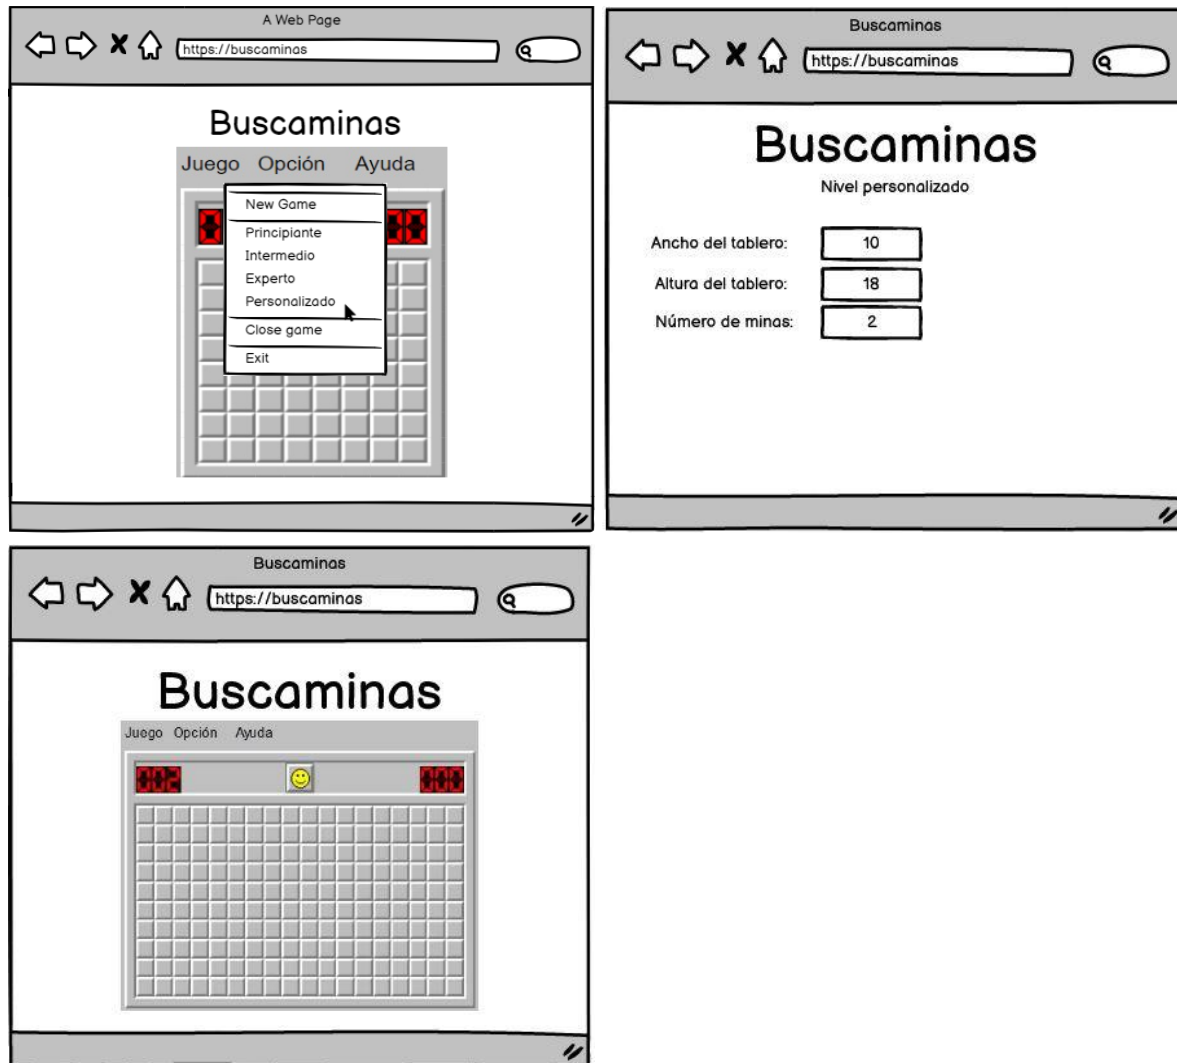 A Web Page
https://buscaminas
Buscaminas
Juego Opción Ayuda
New Game
Principiante
Intermedio
Experto
Personalizado
Close game
Exit
Buscaminas
https://buscaminas
Buscaminas
Nivel personalizado
Ancho del tablero: 10
Altura del tablero: 18
Número de minas: 2
Buscaminas
https://buscaminas
Buscaminas
Juego Opción Ayuda
002 000